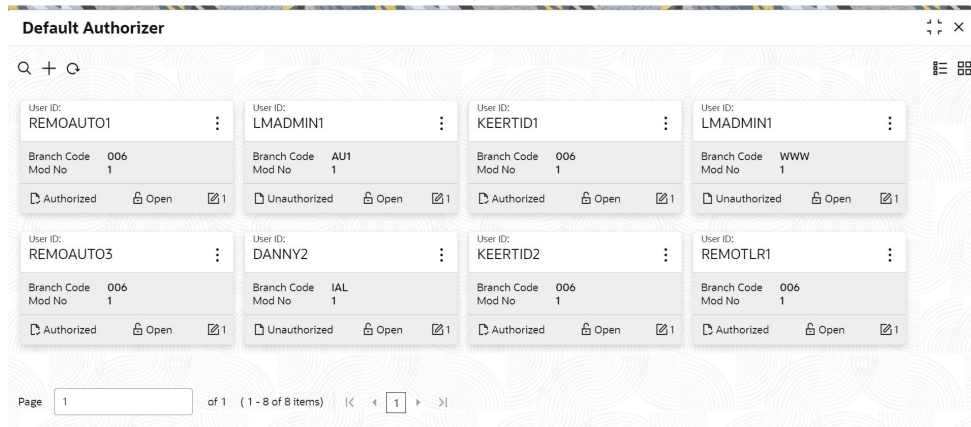 Default Authorizer
User ID: User ID: User ID: User ID:
REMOAUTO1 LMADMIN1 KEERTID1 LMADMIN1
Branch Code 006 Branch Code AU1 Branch Code 006 Branch Code WWW
Mod No 1 Mod No 1 Mod No 1 Mod No 1
Authorized Open 1 Unauthorized Open 1 Authorized Open 1 Unauthorized Open 1
User ID: User ID: User ID: User ID:
REMOAUTO3 DANNY2 KEERTID2 REMOTLR1
Branch Code 006 Branch Code IAL Branch Code 006 Branch Code 006
Mod No 1 Mod No 1 Mod No 1 Mod No 1
Authorized Open 1 Unauthorized Open 1 Authorized Open 1 Authorized Open 1
Page 1 of 1 ( 1 - 8 of 8 items) 1